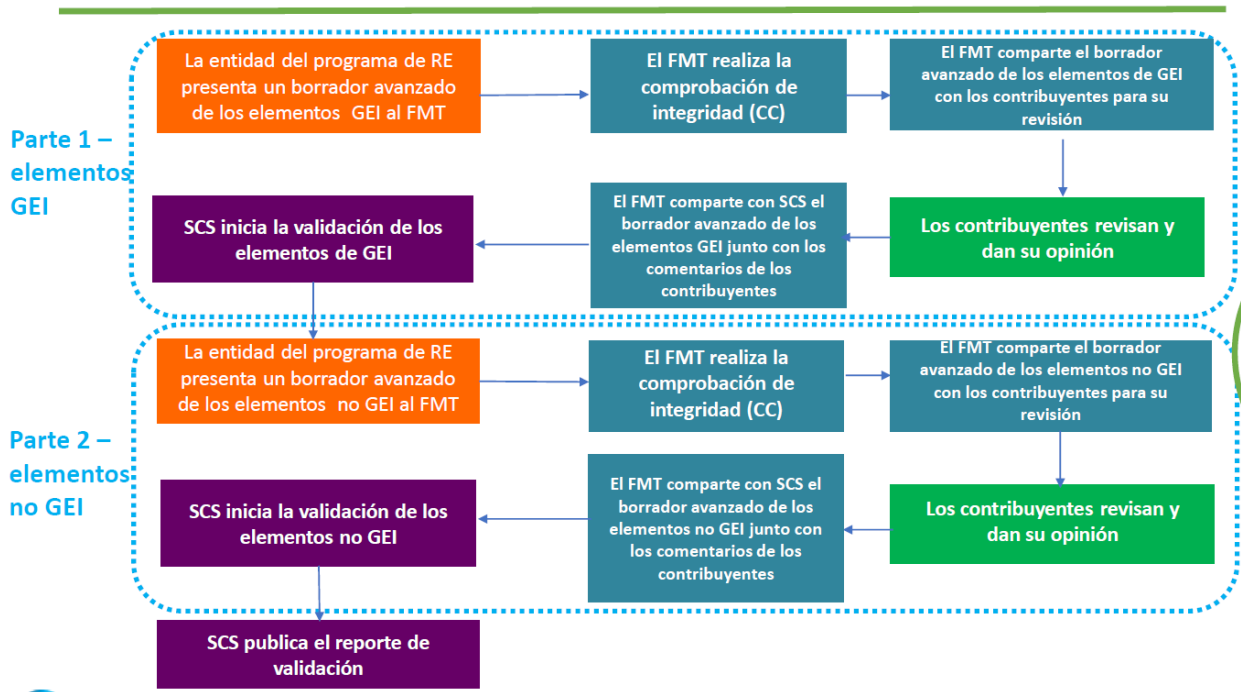 La entidad del programa de RE
presenta un borrador avanzado
de los elementos GEI al FMT
El FMT realiza la
comprobación de
integridad (CC)
El FMT comparte el borrador
avanzado de los elementos de GEI
con los contribuyentes para su
revisión
Parte 1 –
elementos
GEI
SCS inicia la validación de los
elementos de GEI
El FMT comparte con SCS el
borrador avanzado de los
elementos GEI junto con los
comentarios de los
contribuyentes
Los contribuyentes revisan y
dan su opinión
La entidad del programa de RE
presenta un borrador avanzado
de los elementos no GEI al FMT
El FMT realiza la
comprobación de
integridad (CC)
El FMT comparte el borrador
avanzado de los elementos no GEI
con los contribuyentes para su
revisión
Parte 2 –
elementos
no GEI
SCS inicia la validación de los
elementos no GEI
El FMT comparte con SCS el
borrador avanzado de los
elementos no GEI junto con
los comentarios de los
contribuyentes
Los contribuyentes revisan y
dan su opinión
SCS publica el reporte de
validación